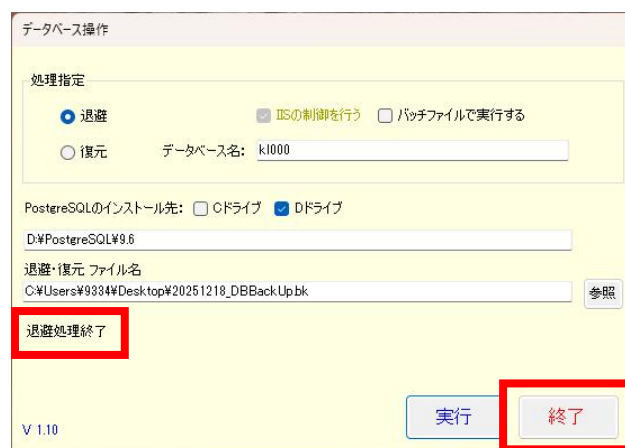 データベース操作
処理指定
退避 IISの制御を行う バッチファイルで実行する
復元 データベース名: kl000
PostgreSQLのインストール先: Cドライブ Dドライブ
D:¥PostgreSQL¥9.6
退避・復元 ファイル名
C:¥Users¥9334¥Desktop¥20251218_DBBackUp.bk 参照
退避処理終了
実行 終了
V 1.10